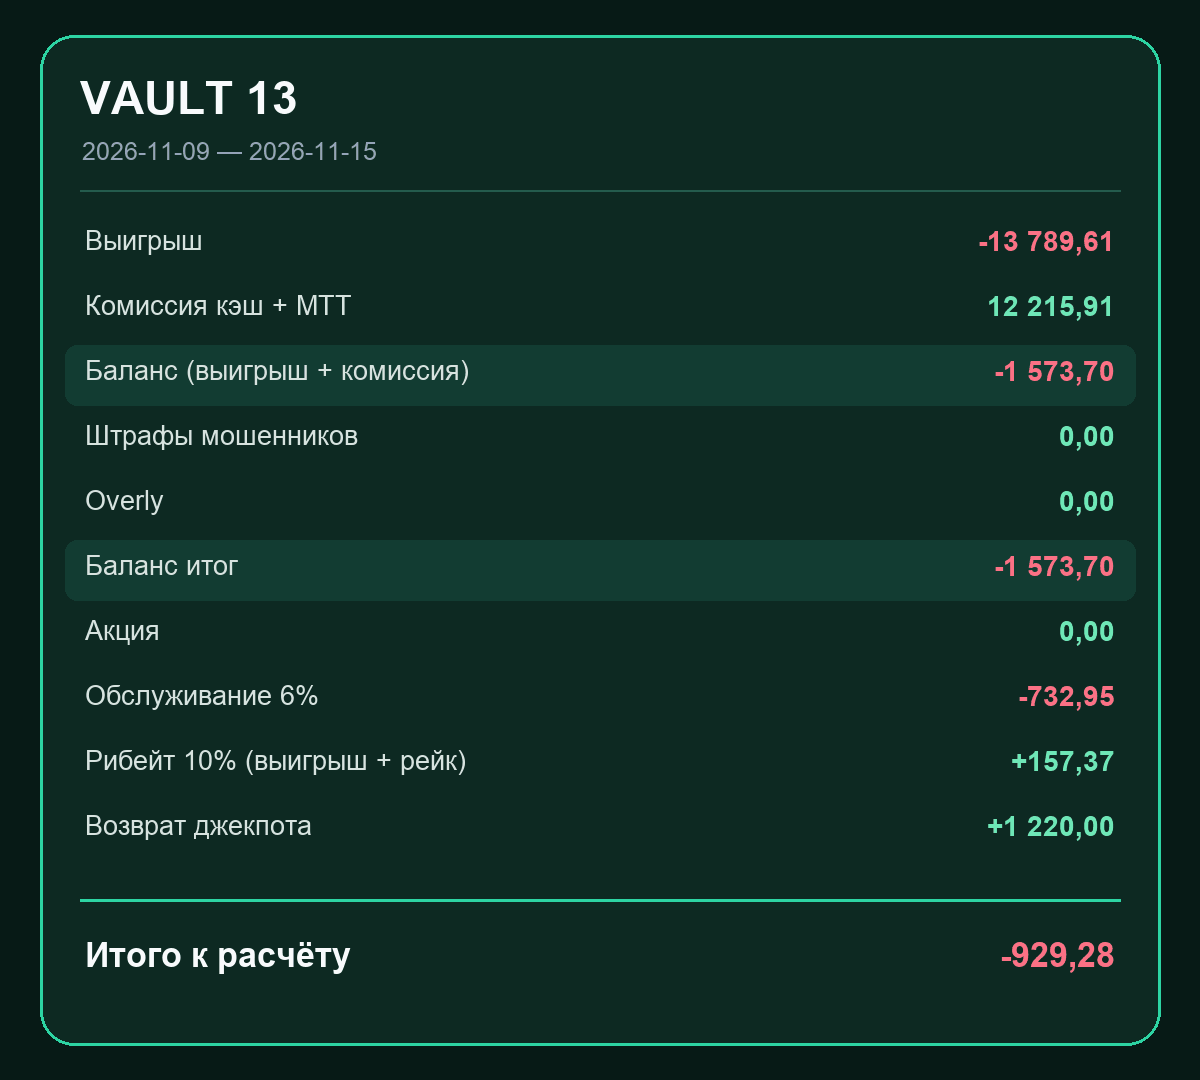 VAULT 13
2026-11-09 — 2026-11-15
Выигрыш -13 789,61
Комиссия кэш + МТТ 12 215,91
Баланс (выигрыш + комиссия) -1 573,70
Штрафы мошенников 0,00
Overly 0,00
Баланс итог -1 573,70
Акция 0,00
Обслуживание 6% -732,95
Рибейт 10% (выигрыш + рейк) +157,37
Возврат джекпота +1 220,00
Итого к расчёту -929,28